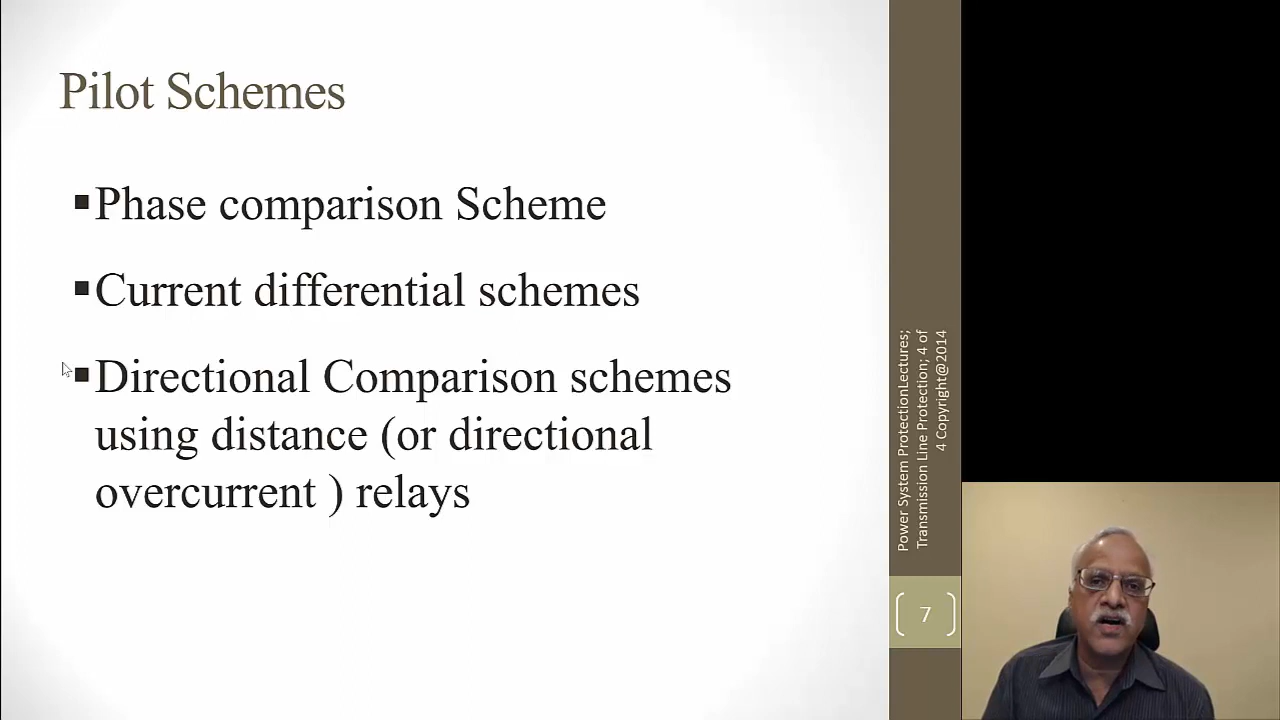 Pilot Schemes
▪Phase comparison Scheme
▪Current differential schemes
▪Directional Comparison schemes
using distance (or directional
overcurrent ) relays
Power System ProtectionLectures;
Transmission Line Protection; 4 of
4 Copyright@2014
7